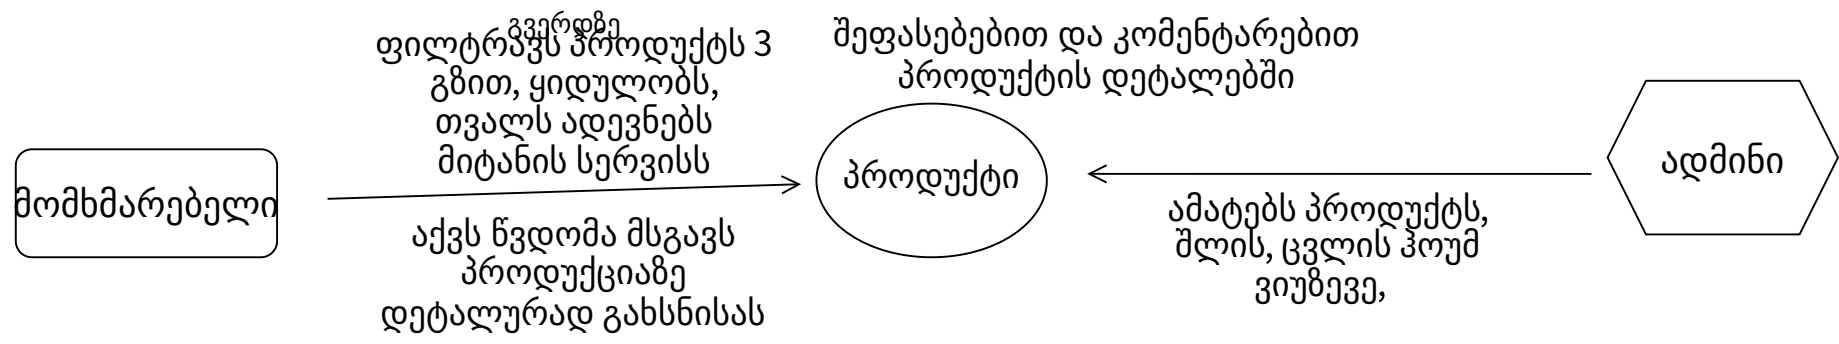 გვერდზე
ფილტრავს პროდუქტს 3
გზით, ყიდულობს,
თვალს ადევნებს
მიტანის სერვისს
შეფასებებით და კომენტარებით
პროდუქტის დეტალებში
მომხმარებელი
პროდუქტი
ადმინი
აქვს წვდომა მსგავს
პროდუქციაზე
დეტალურად გახსნისას
ამატებს პროდუქტს,
შლის, ცვლის ჰოუმ
ვიუზევე,